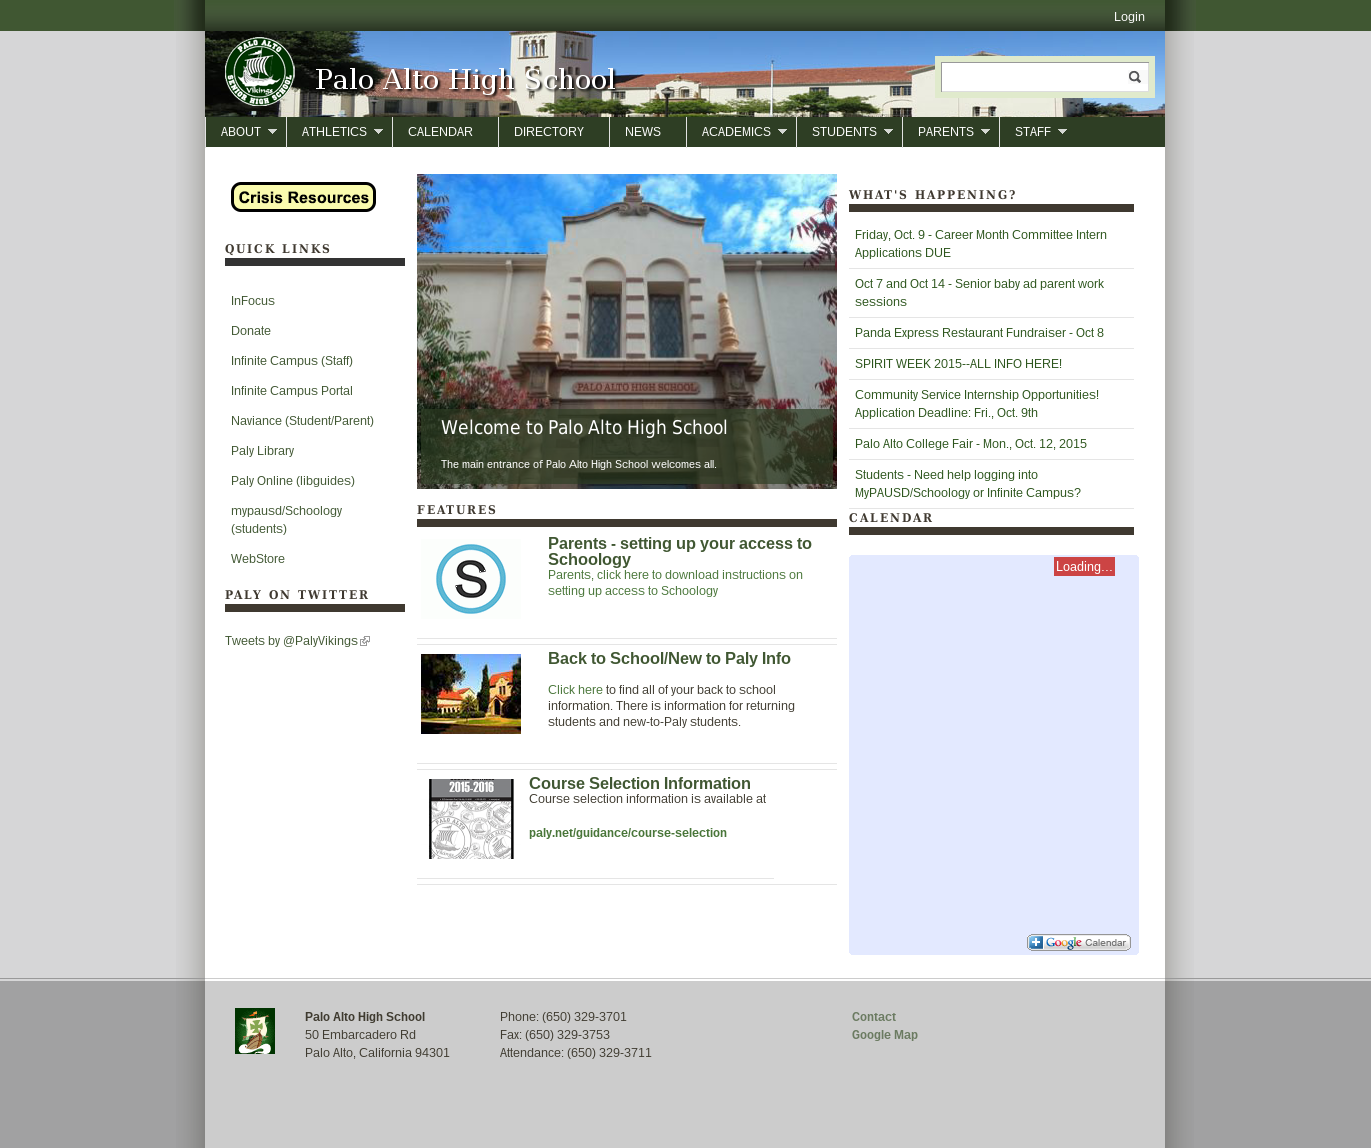 Login
PALO ALTO
Vikings
SENIOR HIGH SCHOOL
Palo Alto High School
ABOUT ATHLETICS CALENDAR DIRECTORY NEWS ACADEMICS STUDENTS PARENTS STAFF
Crisis Resources
QUICK LINKS
InFocus
Donate
Infinite Campus (Staff)
Infinite Campus Portal
Naviance (Student/Parent)
Paly Library
Paly Online (libguides)
mypausd/Schoology
(students)
WebStore
PALY ON TWITTER
Tweets by @PalyVikings
PALO ALTO HIGH SCHOOL
Welcome to Palo Alto High School
The main entrance of Palo Alto High School welcomes all.
FEATURES
S
Parents - setting up your access to
Schoology
Parents, click here to download instructions on
setting up access to Schoology
Back to School/New to Paly Info
Click here to find all of your back to school
information. There is information for returning
students and new-to-Paly students.
2015-2016
Course Selection Information
Course selection information is available at
paly.net/guidance/course-selection
WHAT'S HAPPENING?
Friday, Oct. 9 - Career Month Committee Intern
Applications DUE
Oct 7 and Oct 14 - Senior baby ad parent work
sessions
Panda Express Restaurant Fundraiser - Oct 8
SPIRIT WEEK 2015--ALL INFO HERE!
Community Service Internship Opportunities!
Application Deadline: Fri., Oct. 9th
Palo Alto College Fair - Mon., Oct. 12, 2015
Students - Need help logging into
MyPAUSD/Schoology or Infinite Campus?
CALENDAR
Loading...
Google Calendar
Palo Alto High School
50 Embarcadero Rd
Palo Alto, California 94301
Phone: (650) 329-3701
Fax: (650) 329-3753
Attendance: (650) 329-3711
Contact
Google Map